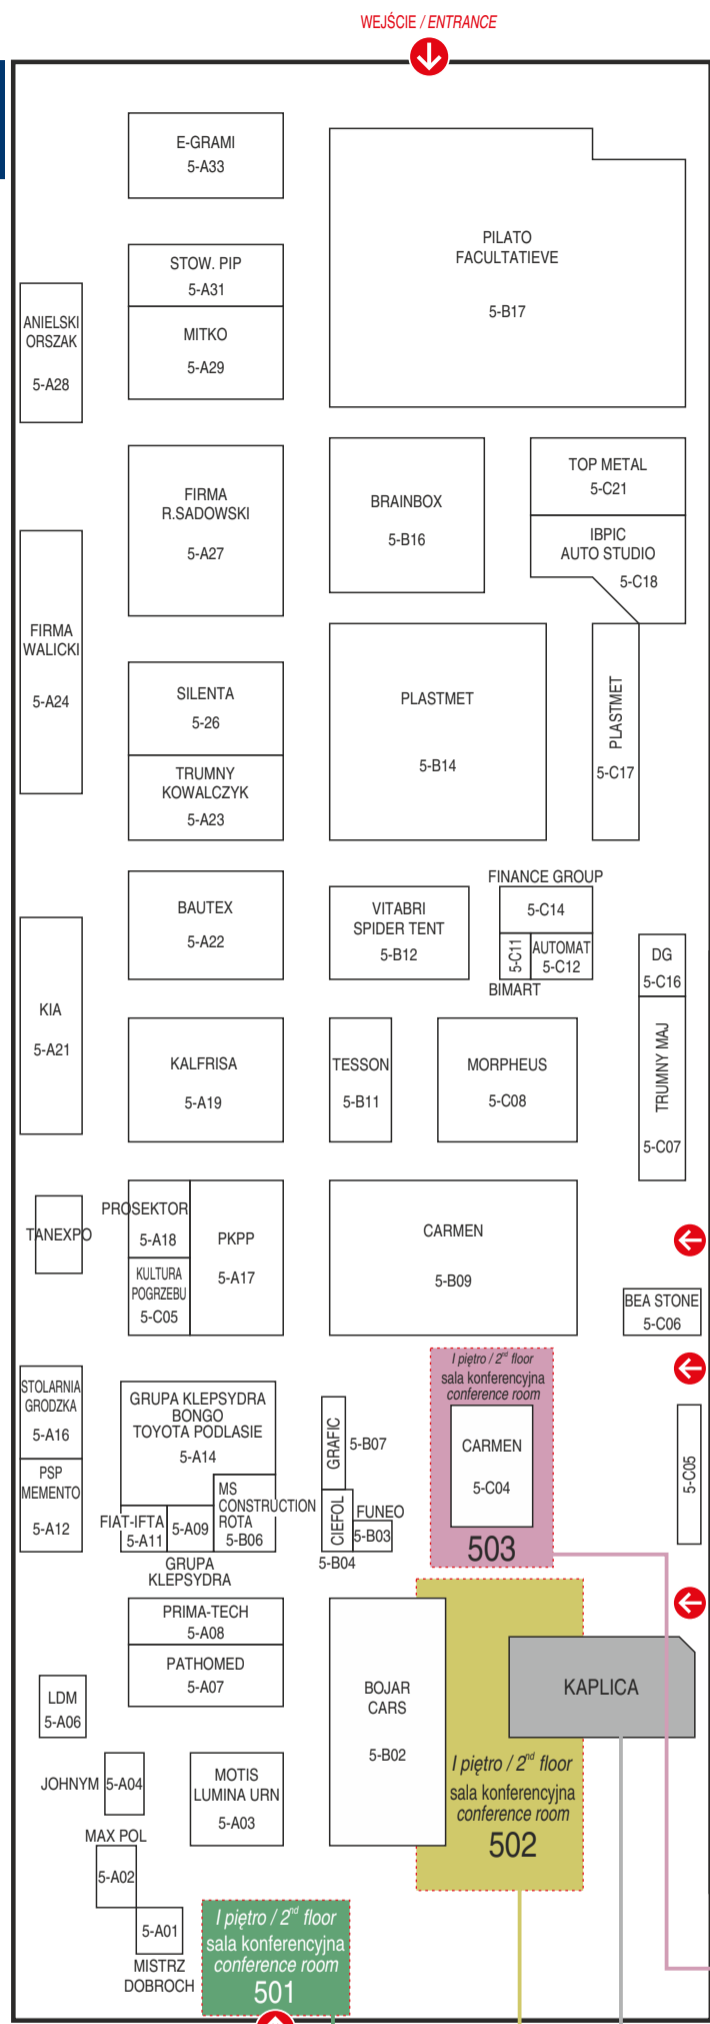 WEJŚCIE / ENTRANCE
E-GRAMI
5-A33
PILATO
FACULTATIEVE
5-B17
STOW. PIP
5-A31
MITKO
5-A29
ANIELSKI
ORSZAK
5-A28
FIRMA
R.SADOWSKI
5-A27
BRAINBOX
5-B16
TOP METAL
5-C21
IBPIC
AUTO STUDIO
5-C18
FIRMA
WALICKI
5-A24
SILENTA
5-26
TRUMNY
KOWALCZYK
5-A23
PLASTMET
5-B14
PLASTMET
5-C17
BAUTEX
5-A22
VITABRI
SPIDER TENT
5-B12
FINANCE GROUP
5-C14
5-C11
AUTOMAT
5-C12
BIMART
DG
5-C16
KIA
5-A21
KALFRISA
5-A19
TESSON
5-B11
MORPHEUS
5-C08
TRUMNY MAJ
5-C07
TANEXPO
PROSEKTOR
5-A18
KULTURA
POGRZEBU
5-C05
PKPP
5-A17
CARMEN
5-B09
BEA STONE
5-C06
STOLARNIA
GRODZKA
5-A16
PSP
MEMENTO
5-A12
GRUPA KLEPSYDRA
BONGO
TOYOTA PODLASIE
5-A14
FIAT-IFTA
5-A11
5-A09
GRUPA
KLEPSYDRA
MS
CONSTRUCTION
ROTA
5-B06
GRAFIC
5-B07
CIEFOL
5-B04
FUNEO
5-B03
I piętro / 2nd floor
sala konferencyjna
conference room
CARMEN
5-C04
503
5-C05
PRIMA-TECH
5-A08
PATHOMED
5-A07
LDM
5-A06
BOJAR
CARS
5-B02
KAPLICA
I piętro / 2nd floor
sala konferencyjna
conference room
502
JOHNYM
5-A04
MOTIS
LUMINA URN
5-A03
MAX POL
5-A02
5-A01
MISTRZ
DOBROCH
I piętro / 2nd floor
sala konferencyjna
conference room
501